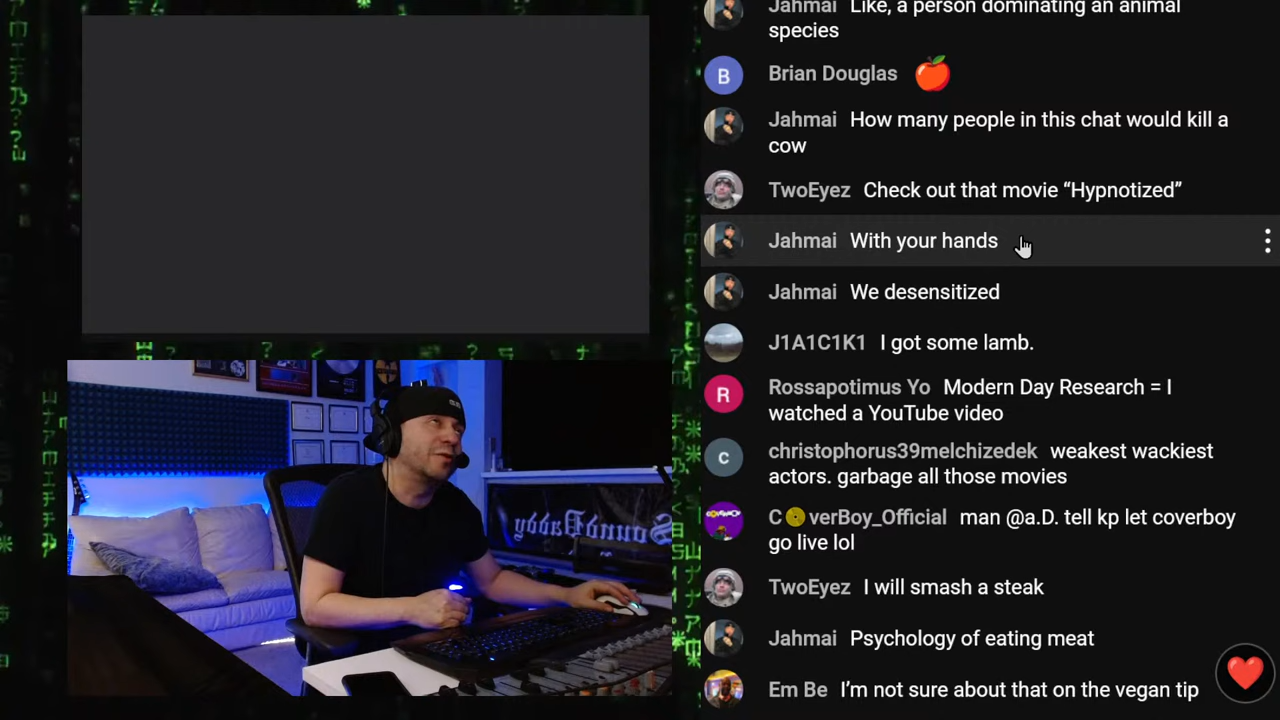 Jahmai Like, a person dominating an animal
species
B Brian Douglas
Jahmai How many people in this chat would kill a
cow
TwoEyez Check out that movie “Hypnotized”
Jahmai With your hands
Jahmai We desensitized
J1A1C1K1 I got some lamb.
R Rossapotimus Yo Modern Day Research = I
watched a YouTube video
c christophorus39melchizedek weakest wackiest
actors. garbage all those movies
C verBoy_Official man @a.D. tell kp let coverboy
go live lol
TwoEyez I will smash a steak
Jahmai Psychology of eating meat
Em Be I’m not sure about that on the vegan tip
SoundDaddy